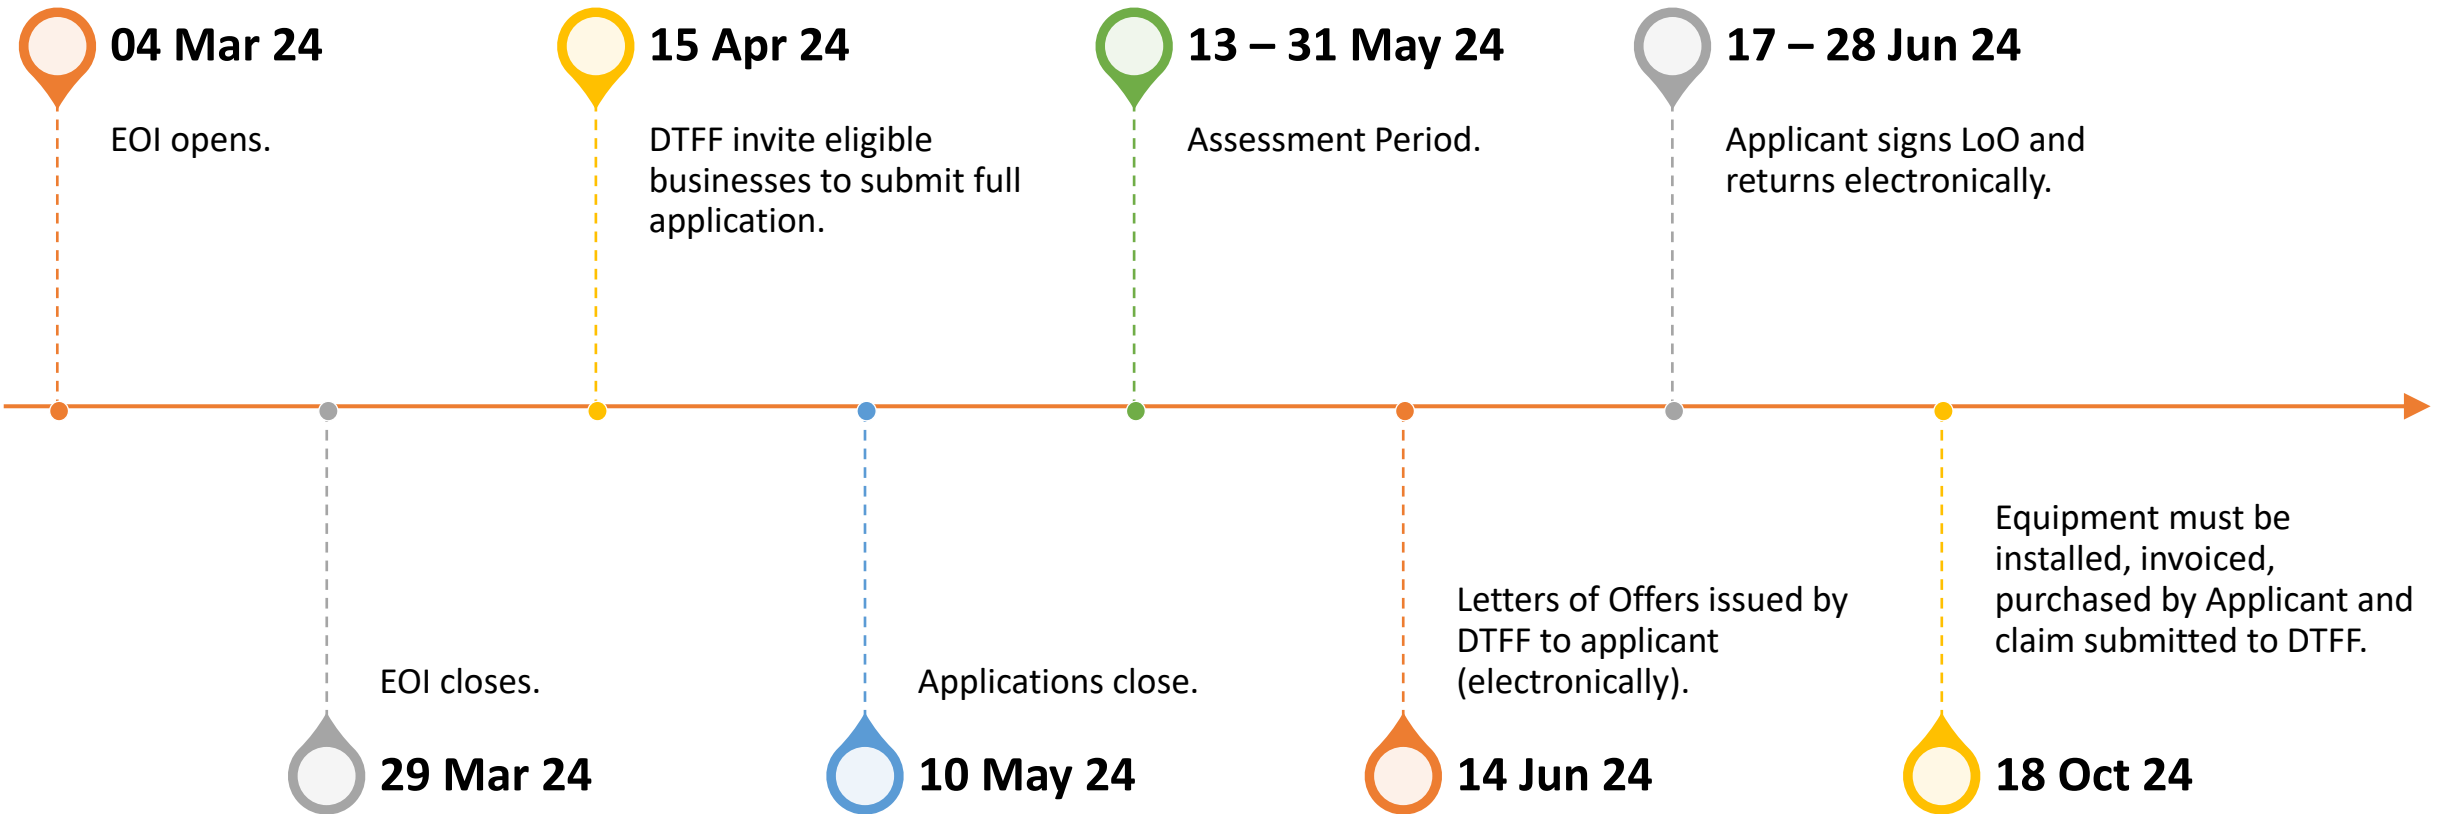 04 Mar 24
EOI opens.
29 Mar 24
EOI closes.
15 Apr 24
DTFF invite eligible
businesses to submit full
application.
10 May 24
Applications close.
13 – 31 May 24
Assessment Period.
14 Jun 24
Letters of Offers issued by
DTFF to applicant
(electronically).
17 – 28 Jun 24
Applicant signs LoO and
returns electronically.
18 Oct 24
Equipment must be
installed, invoiced,
purchased by Applicant and
claim submitted to DTFF.